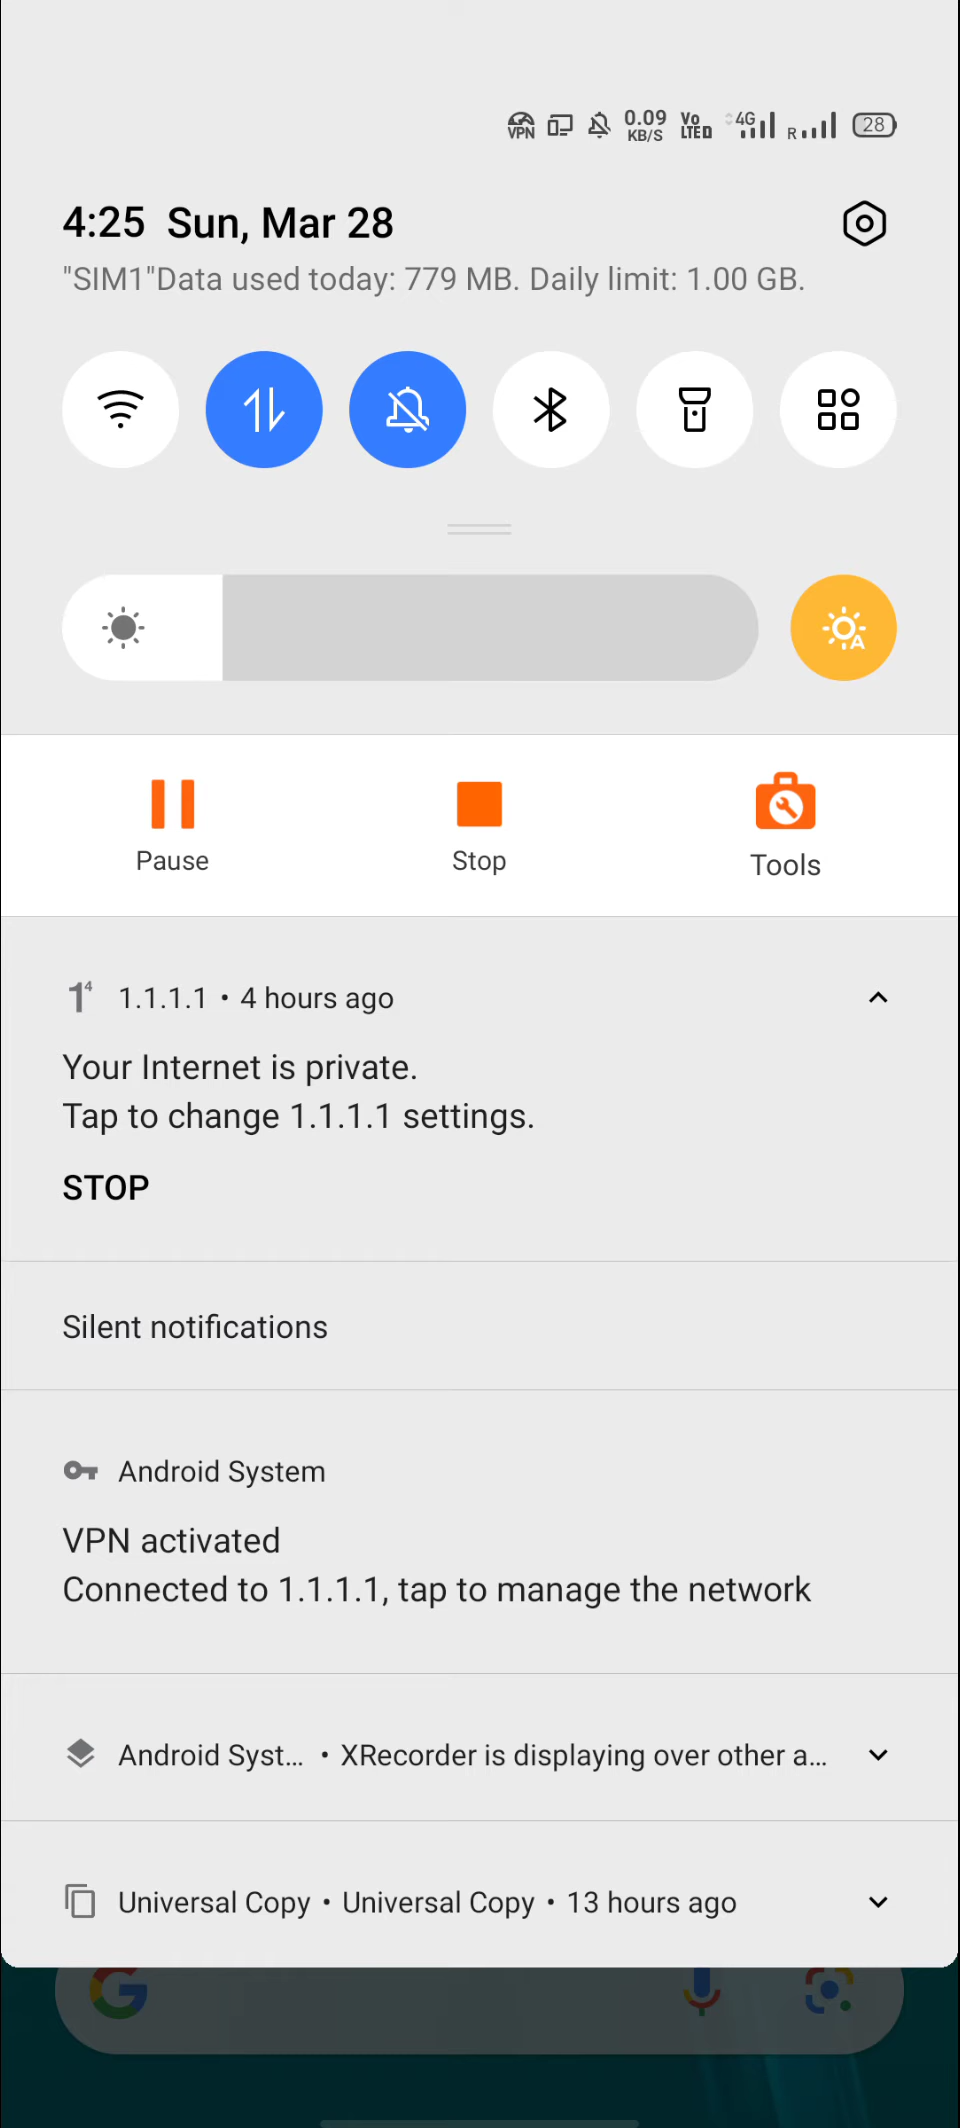 VPN 0.09 KB/S Vo LTE 4G R 28
4:25 Sun, Mar 28
"SIM1"Data used today: 779 MB. Daily limit: 1.00 GB.
A
Pause Stop Tools
1⁴ 1.1.1.1 • 4 hours ago
Your Internet is private.
Tap to change 1.1.1.1 settings.
STOP
Silent notifications
Android System
VPN activated
Connected to 1.1.1.1, tap to manage the network
Android Syst... • XRecorder is displaying over other a...
Universal Copy • Universal Copy • 13 hours ago
G